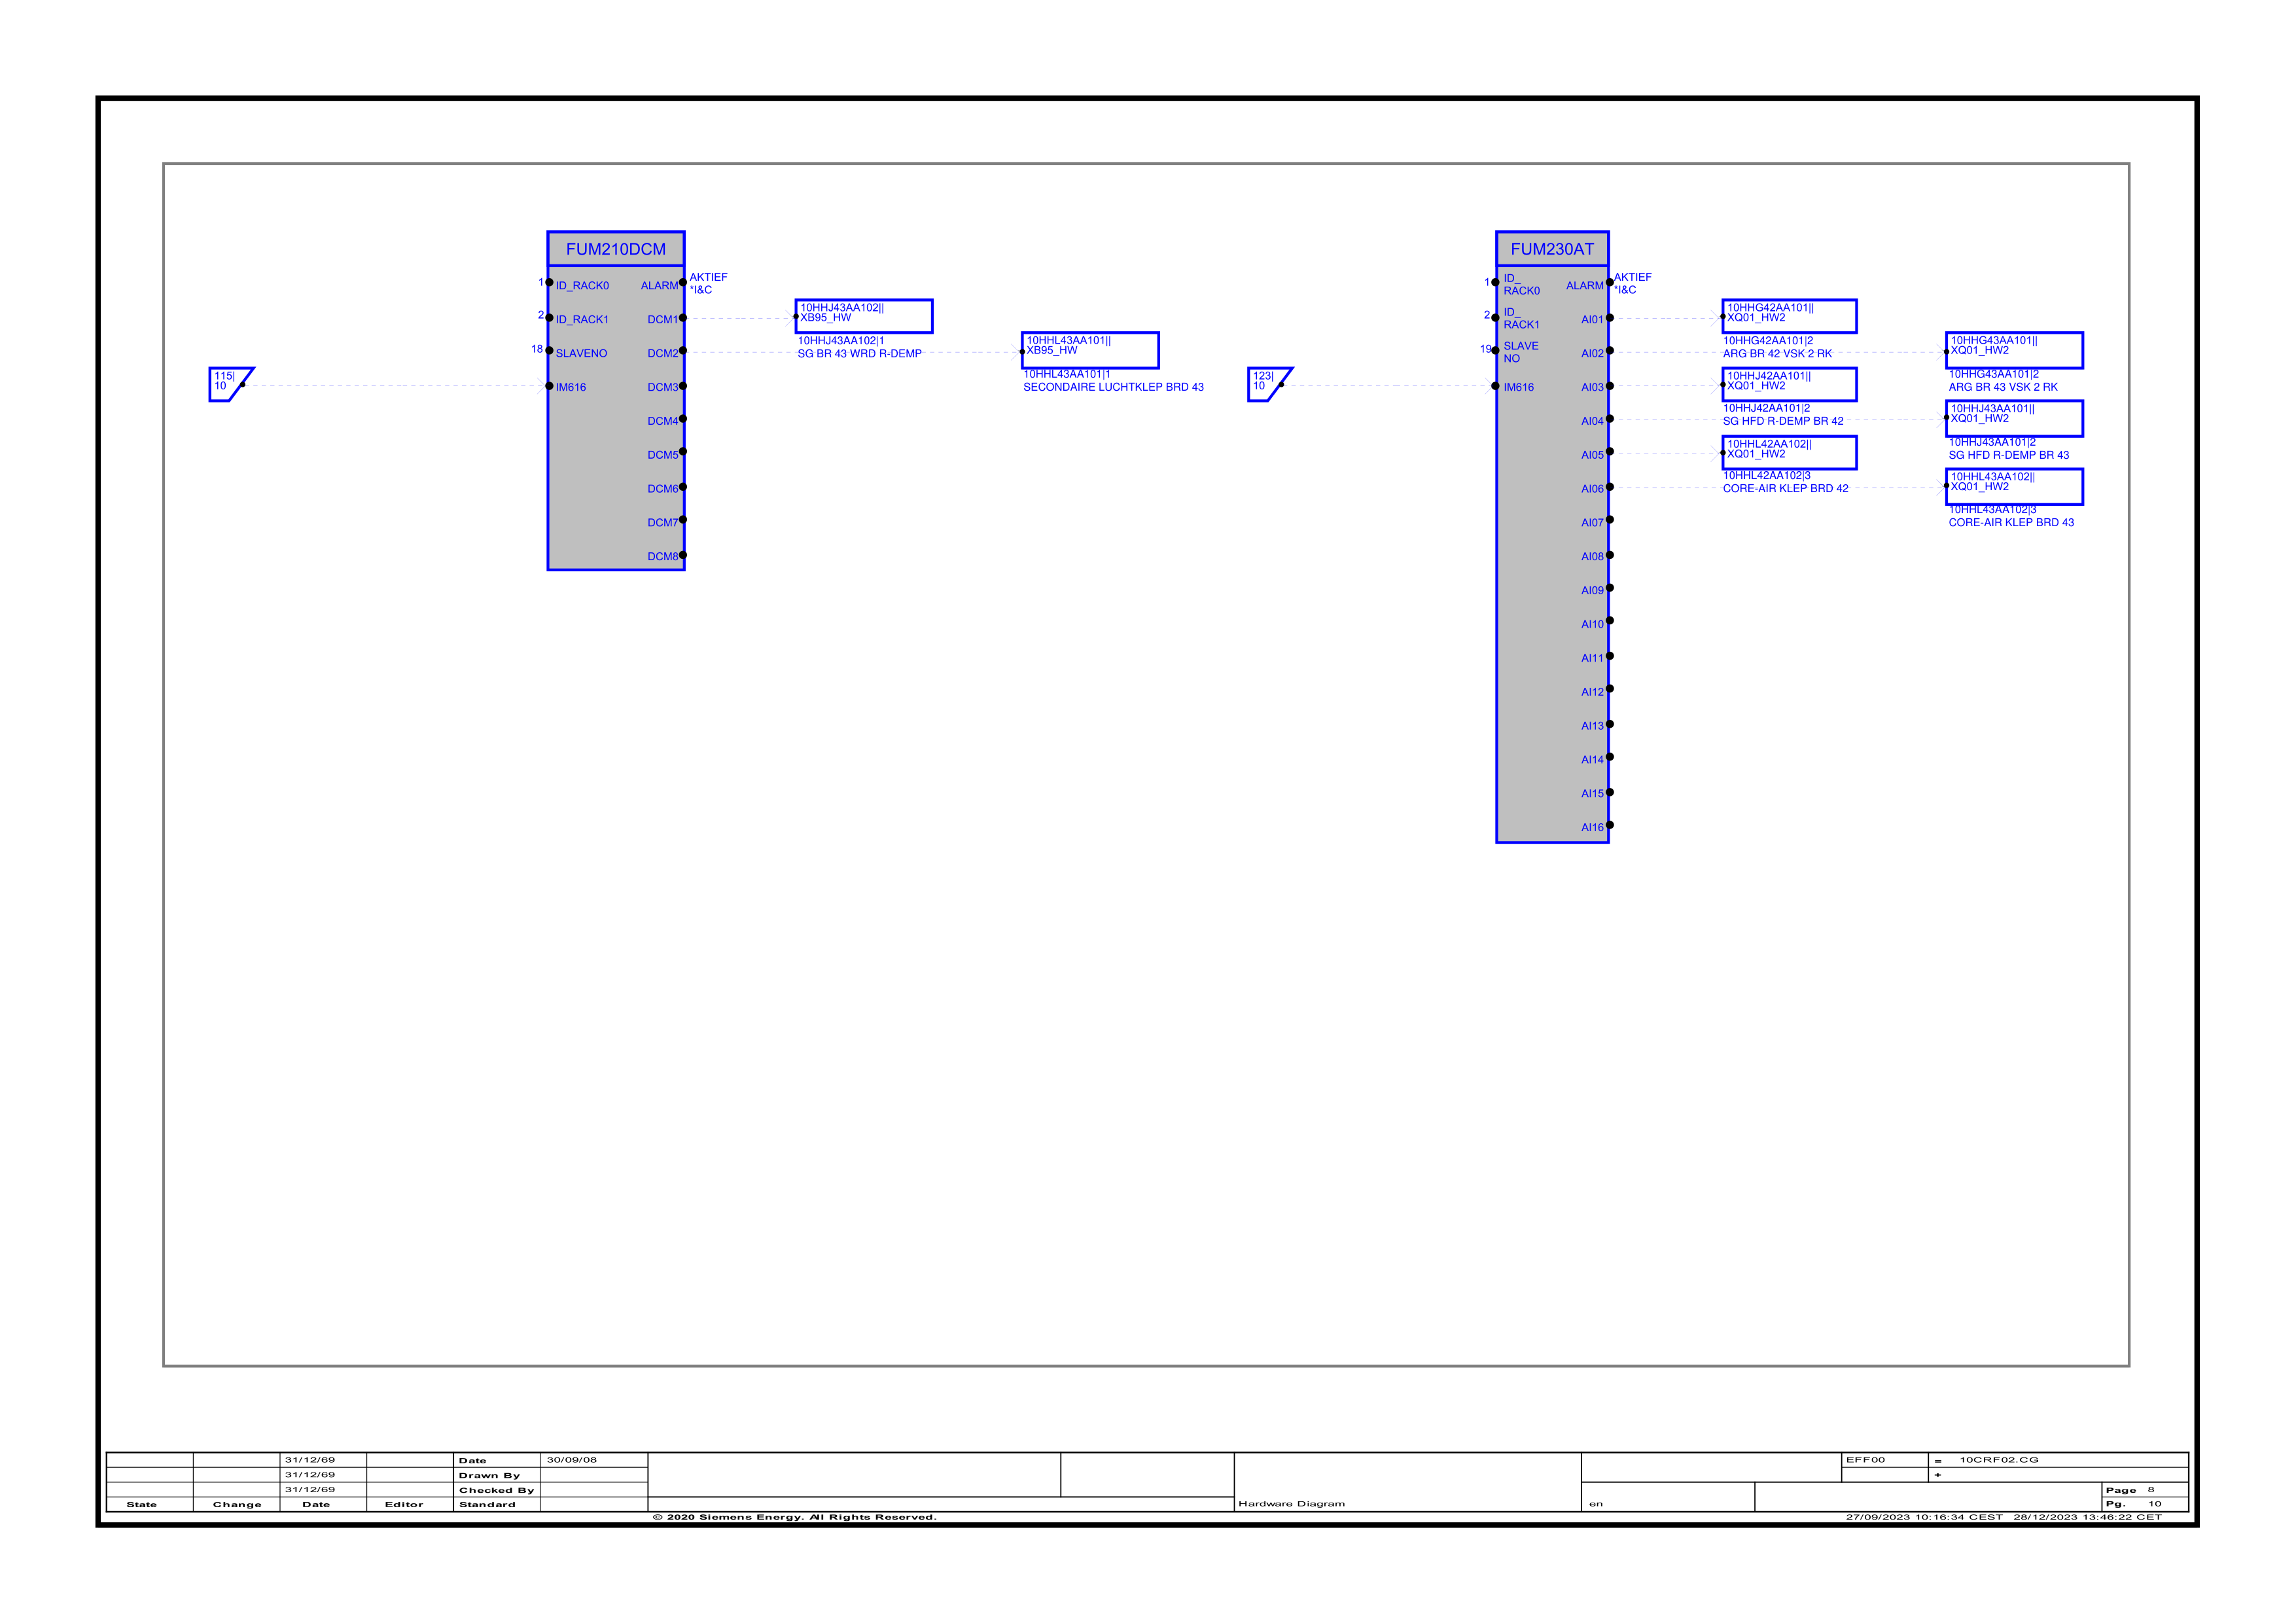 FUM210DCM
1 ID_RACK0 ALARM AKTIEF
*I&C
2 ID_RACK1 DCM1
10HHJ43AA102||
XB95_HW
10HHJ43AA102|1
SG BR 43 WRD R-DEMP
18 SLAVENO DCM2
10HHL43AA101||
XB95_HW
10HHL43AA101|1
SECONDAIRE LUCHTKLEP BRD 43
115|
10
IM616 DCM3
DCM4
DCM5
DCM6
DCM7
DCM8
FUM230AT
1 ID_
RACK0
ALARM AKTIEF
*I&C
2 ID_
RACK1
AI01
10HHG42AA101||
XQ01_HW2
10HHG42AA101|2
ARG BR 42 VSK 2 RK
19 SLAVE
NO
AI02
10HHG43AA101||
XQ01_HW2
10HHG43AA101|2
ARG BR 43 VSK 2 RK
123|
10
IM616 AI03
10HHJ42AA101||
XQ01_HW2
10HHJ42AA101|2
SG HFD R-DEMP BR 42
AI04
10HHJ43AA101||
XQ01_HW2
10HHJ43AA101|2
SG HFD R-DEMP BR 43
AI05
10HHL42AA102||
XQ01_HW2
10HHL42AA102|3
CORE-AIR KLEP BRD 42
AI06
10HHL43AA102||
XQ01_HW2
10HHL43AA102|3
CORE-AIR KLEP BRD 43
AI07
AI08
AI09
AI10
AI11
AI12
AI13
AI14
AI15
AI16
31/12/69 Date 30/09/08 EFF00 = 10CRF02.CG
31/12/69 Drawn By +
31/12/69 Checked By Page 8
State Change Date Editor Standard Hardware Diagram en Pg. 10
© 2020 Siemens Energy. All Rights Reserved. 27/09/2023 10:16:34 CEST 28/12/2023 13:46:22 CET